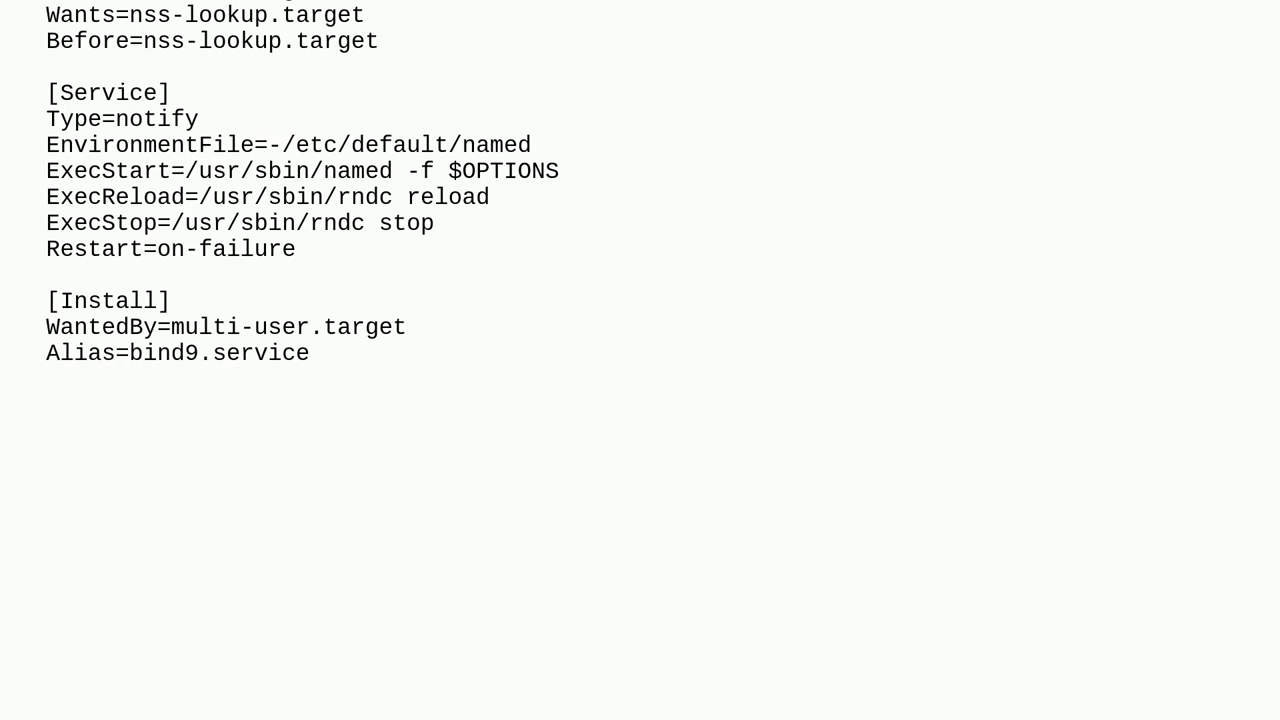 Wants=nss-lookup.target
Before=nss-lookup.target

[Service]
Type=notify
EnvironmentFile=-/etc/default/named
ExecStart=/usr/sbin/named -f $OPTIONS
ExecReload=/usr/sbin/rndc reload
ExecStop=/usr/sbin/rndc stop
Restart=on-failure

[Install]
WantedBy=multi-user.target
Alias=bind9.service